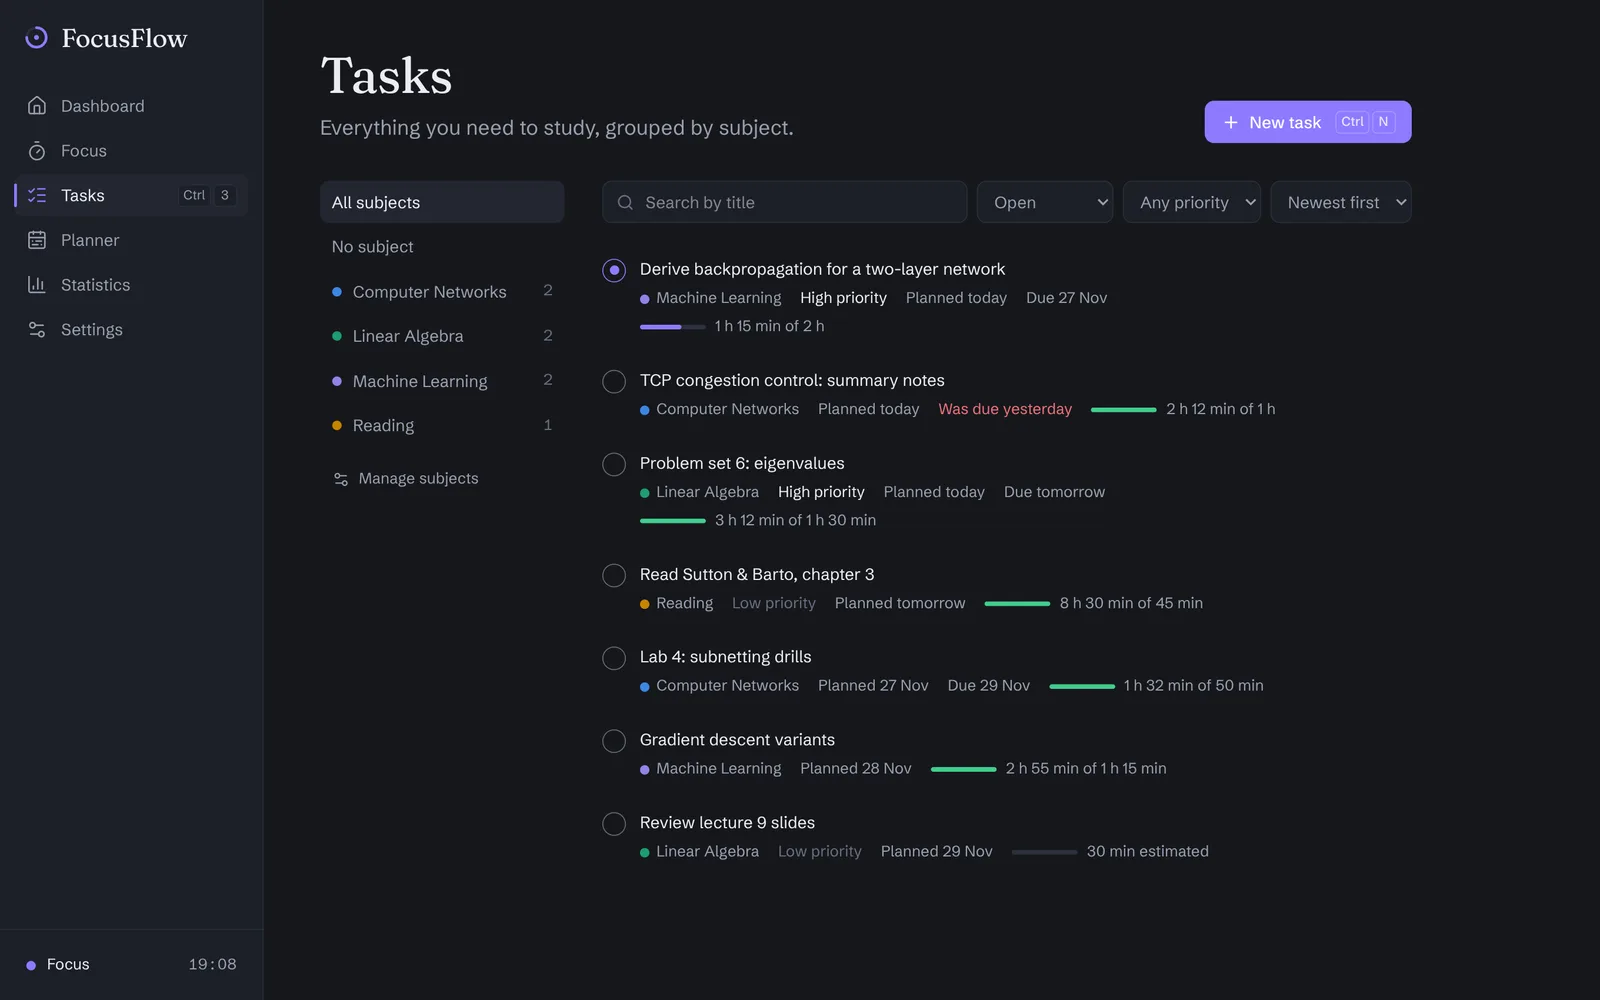 FocusFlow
Dashboard
Focus
Tasks Ctrl 3
Planner
Statistics
Settings
Focus 19:08
Tasks
Everything you need to study, grouped by subject.
+ New task Ctrl N
All subjects
No subject
Computer Networks 2
Linear Algebra 2
Machine Learning 2
Reading 1
Manage subjects
Search by title
Open
Any priority
Newest first
Derive backpropagation for a two-layer network
Machine Learning High priority Planned today Due 27 Nov
1 h 15 min of 2 h
TCP congestion control: summary notes
Computer Networks Planned today Was due yesterday 2 h 12 min of 1 h
Problem set 6: eigenvalues
Linear Algebra High priority Planned today Due tomorrow
3 h 12 min of 1 h 30 min
Read Sutton & Barto, chapter 3
Reading Low priority Planned tomorrow 8 h 30 min of 45 min
Lab 4: subnetting drills
Computer Networks Planned 27 Nov Due 29 Nov 1 h 32 min of 50 min
Gradient descent variants
Machine Learning Planned 28 Nov 2 h 55 min of 1 h 15 min
Review lecture 9 slides
Linear Algebra Low priority Planned 29 Nov 30 min estimated